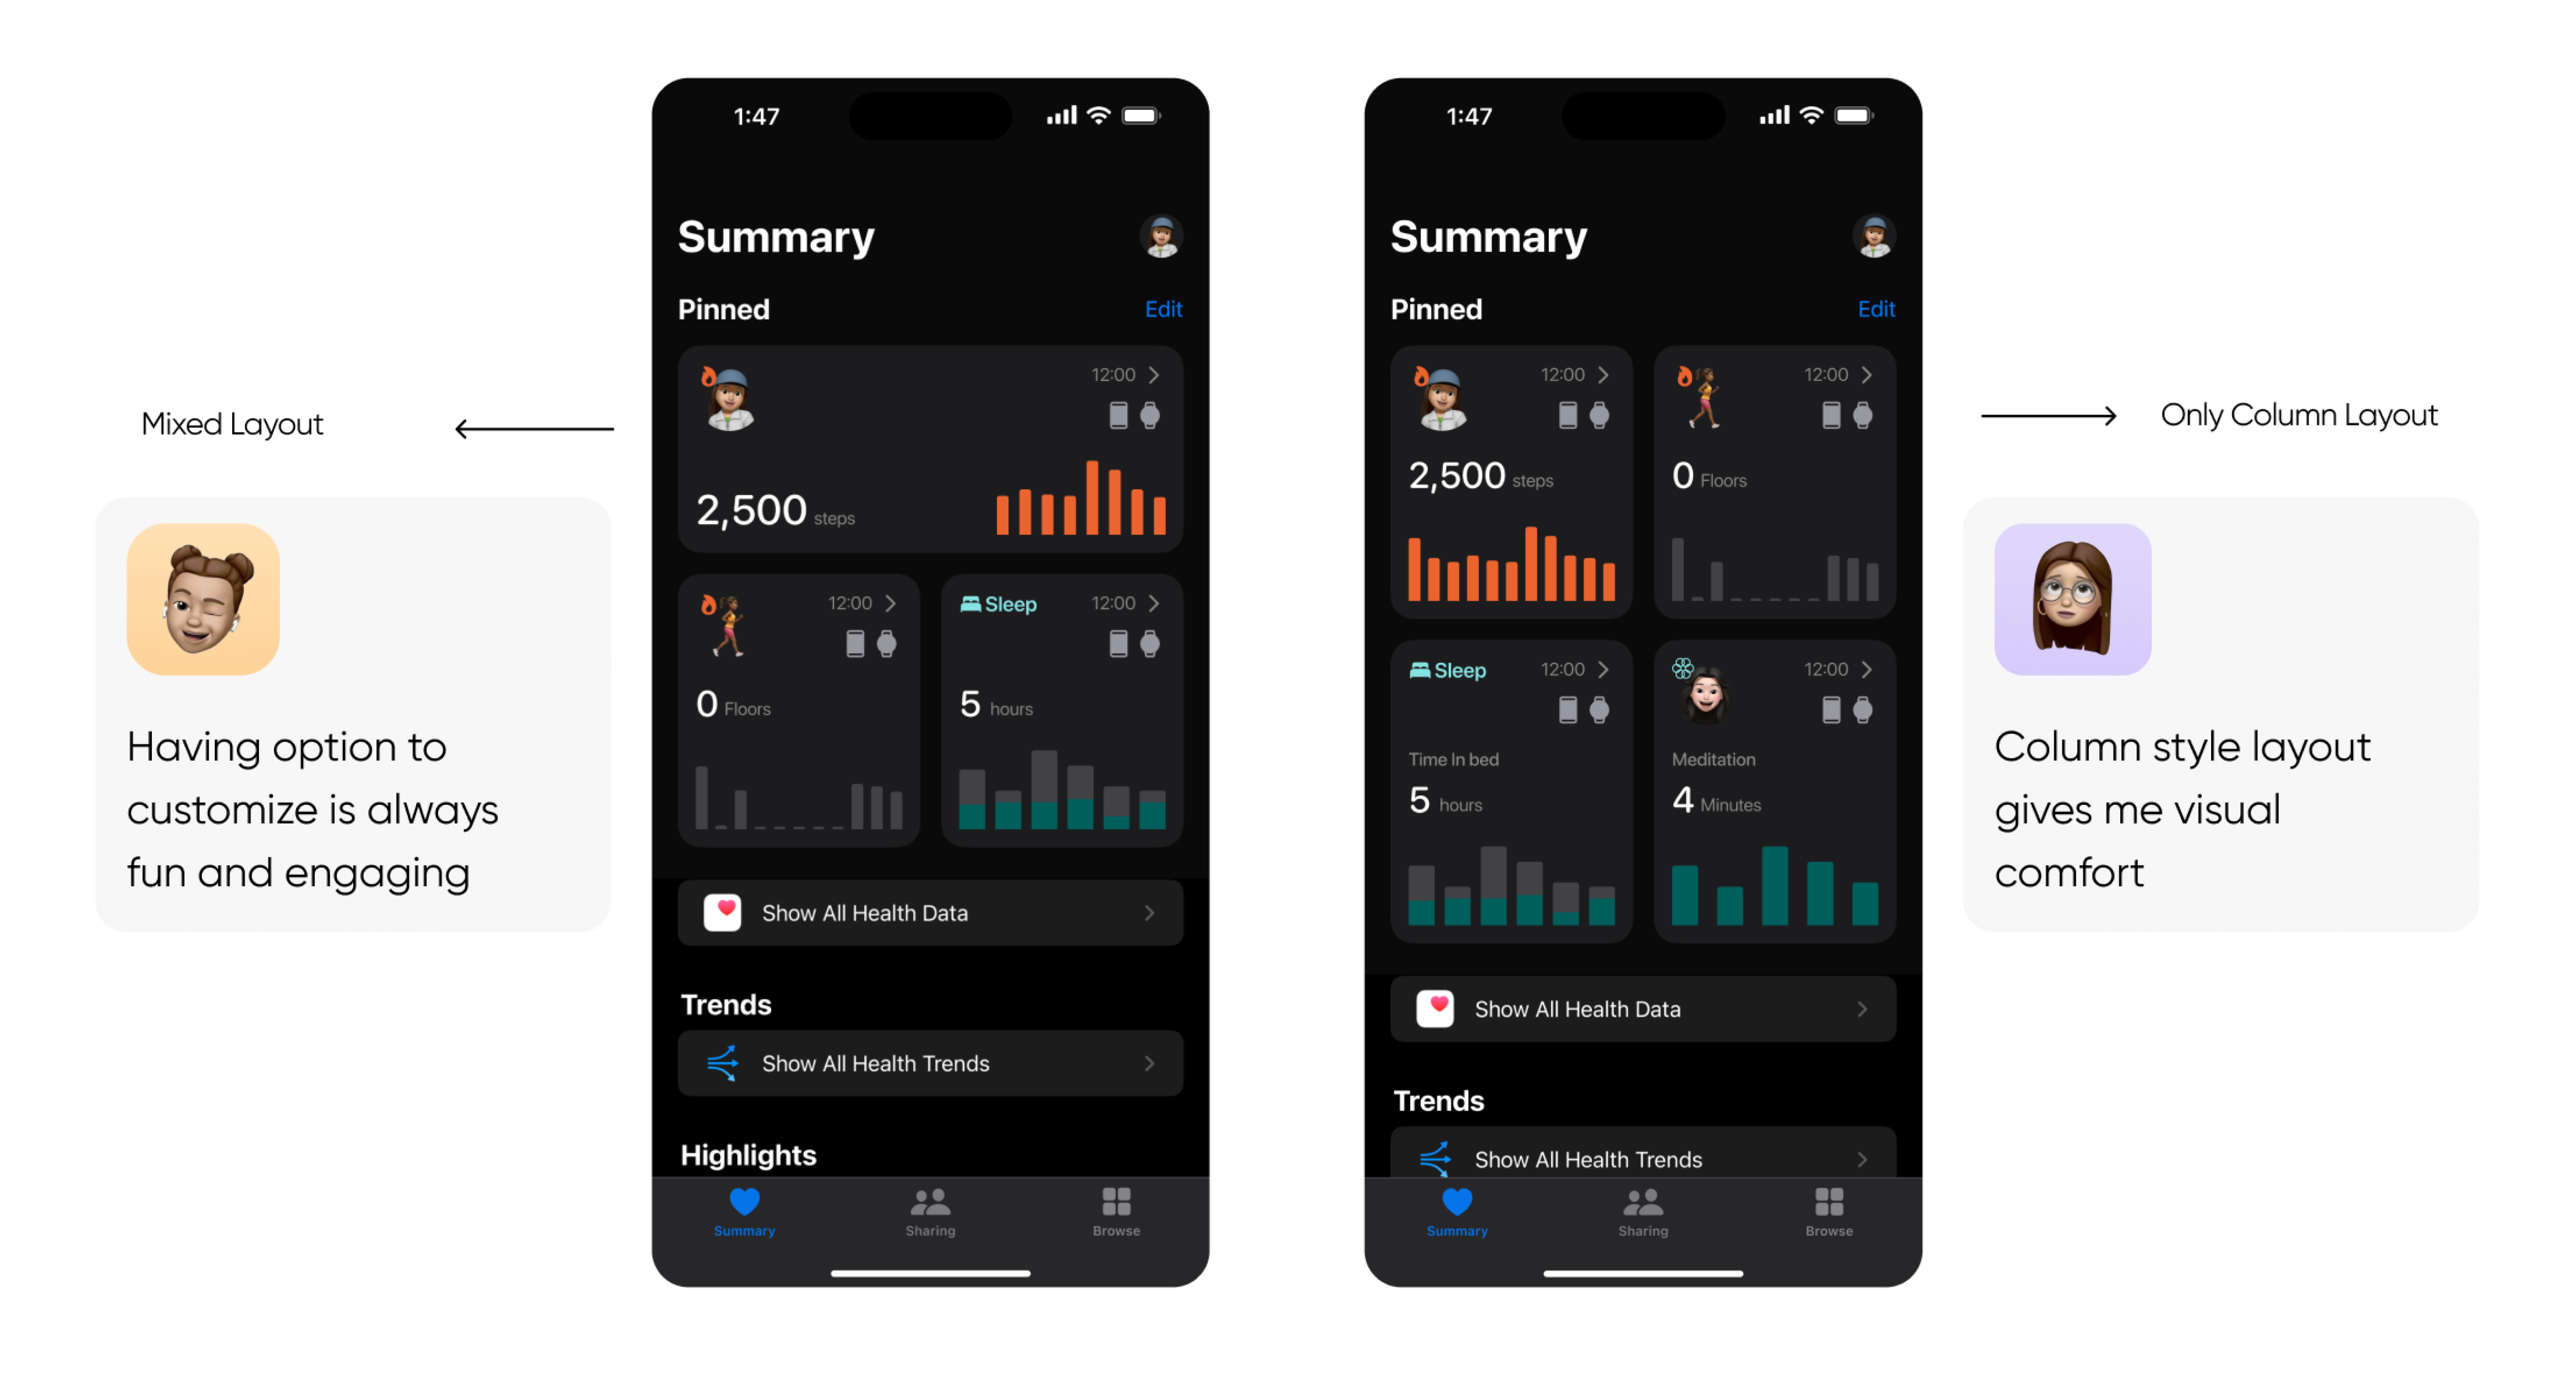 Mixed Layout
Having option to
customize is always
fun and engaging
1:47
Summary
Pinned
Edit
12:00
2,500 steps
12:00
0 Floors
Sleep
12:00
5 hours
Show All Health Data
Trends
Show All Health Trends
Highlights
Summary
Sharing
Browse
1:47
Summary
Pinned
Edit
12:00
2,500 steps
12:00
0 Floors
Sleep
12:00
Time In bed
5 hours
12:00
Meditation
4 Minutes
Show All Health Data
Trends
Show All Health Trends
Summary
Sharing
Browse
Only Column Layout
Column style layout
gives me visual
comfort